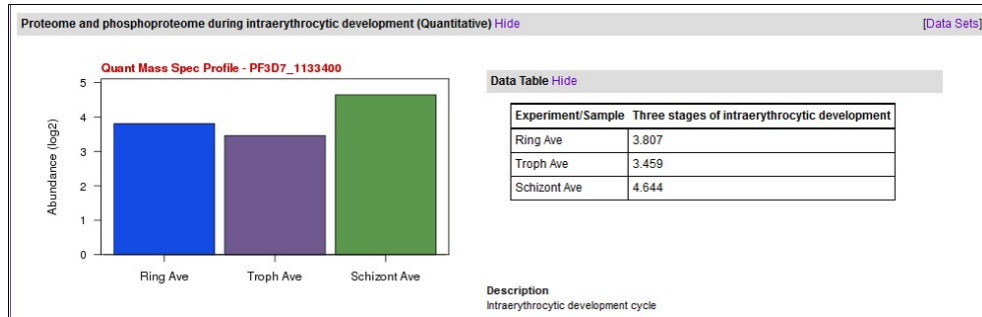 Proteome and phosphoproteome during intraerythrocytic development (Quantitative) Hide [Data Sets]
Quant Mass Spec Profile - PF3D7_1133400
5
4
3
2
1
0
Abundance (log2)
Ring Ave Troph Ave Schizont Ave
Data Table Hide
Experiment/Sample Three stages of intraerythrocytic development
Ring Ave 3.807
Troph Ave 3.459
Schizont Ave 4.644
Description
Intraerythrocytic development cycle